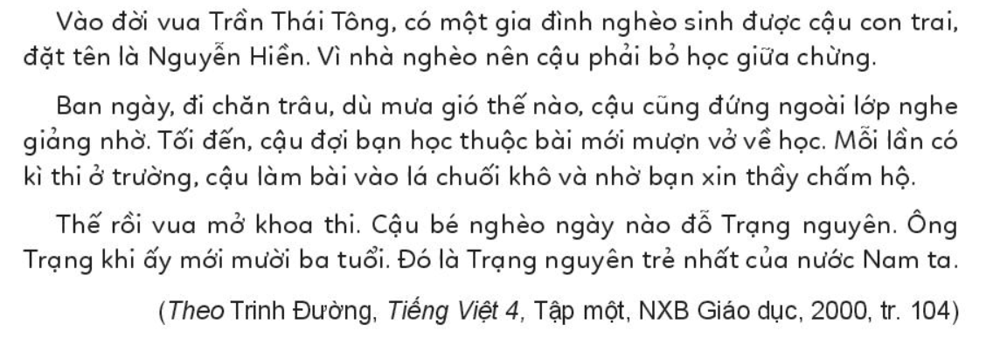 Vào đời vua Trần Thái Tông, có một gia đình nghèo sinh được cậu con trai,
đặt tên là Nguyễn Hiền. Vì nhà nghèo nên cậu phải bỏ học giữa chừng.
Ban ngày, đi chăn trâu, dù mưa gió thế nào, cậu cũng đứng ngoài lớp nghe
giảng nhờ. Tối đến, cậu đợi bạn học thuộc bài mới mượn vở về học. Mỗi lần có
kì thi ở trường, cậu làm bài vào lá chuối khô và nhờ bạn xin thầy chấm hộ.
Thế rồi vua mở khoa thi. Cậu bé nghèo ngày nào đỗ Trạng nguyên. Ông
Trạng khi ấy mới mười ba tuổi. Đó là Trạng nguyên trẻ nhất của nước Nam ta.
(Theo Trinh Đường, Tiếng Việt 4, Tập một, NXB Giáo dục, 2000, tr. 104)